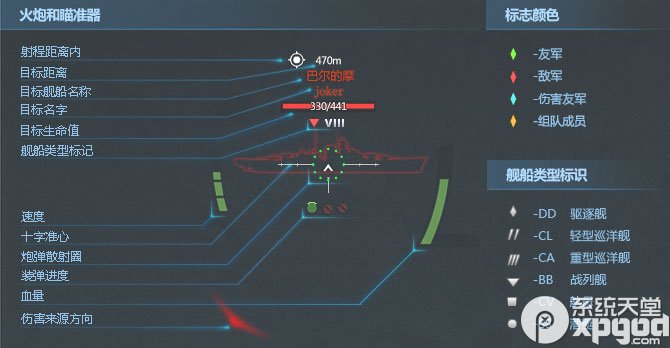 火炮和瞄准器
射程距离内
目标距离
目标舰船名称
目标名字
目标生命值
舰船类型标记
470m
巴尔的摩
joker
330/441
VIII
速度
十字准心
炮弹散射圈
装弹进度
血量
伤害来源方向
标志颜色
-友军
-敌军
-伤害友军
-组队成员
舰船类型标识
-DD 驱逐舰
-CL 轻型巡洋舰
-CA 重型巡洋舰
-BB 战列舰
-CV
系统天堂
xpgod.com